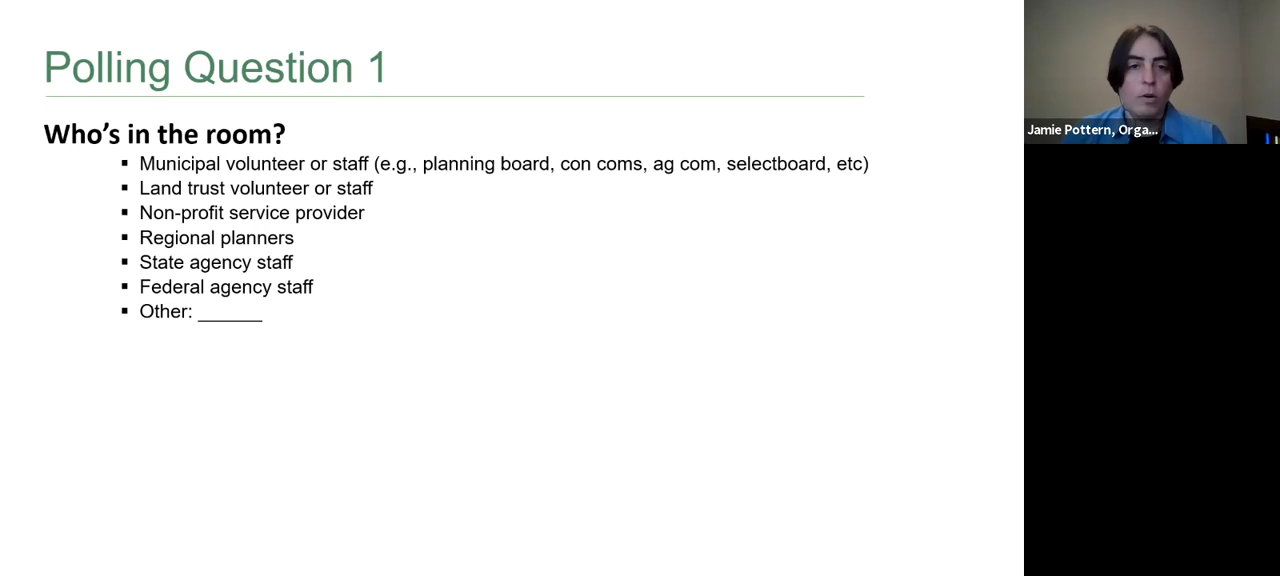 Polling Question 1
Who's in the room?
▪ Municipal volunteer or staff (e.g., planning board, con coms, ag com, selectboard, etc)
▪ Land trust volunteer or staff
▪ Non-profit service provider
▪ Regional planners
▪ State agency staff
▪ Federal agency staff
▪ Other: ______
Jamie Pottern, Orga...